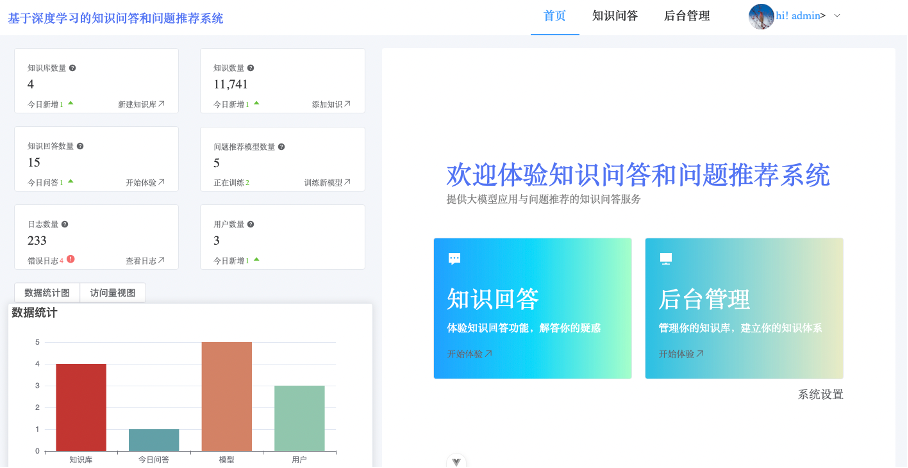 基于深度学习的知识问答和问题推荐系统
首页 知识问答 后台管理 hi! admin>
知识库数量
4
今日新增1 新建知识库
知识数量
11,741
今日新增1 添加知识
知识回答数量
15
今日问答1 开始体验
问题推荐模型数量
5
正在训练2 训练新模型
日志数量
233
错误日志4 查看日志
用户数量
3
今日新增1
数据统计图 访问量视图
数据统计
5
4
3
2
1
0
知识库 今日问答 模型 用户
欢迎体验知识问答和问题推荐系统
提供大模型应用与问题推荐的知识问答服务
知识回答
体验知识回答功能，解答你的疑惑
开始体验
后台管理
管理你的知识库，建立你的知识体系
开始体验
系统设置